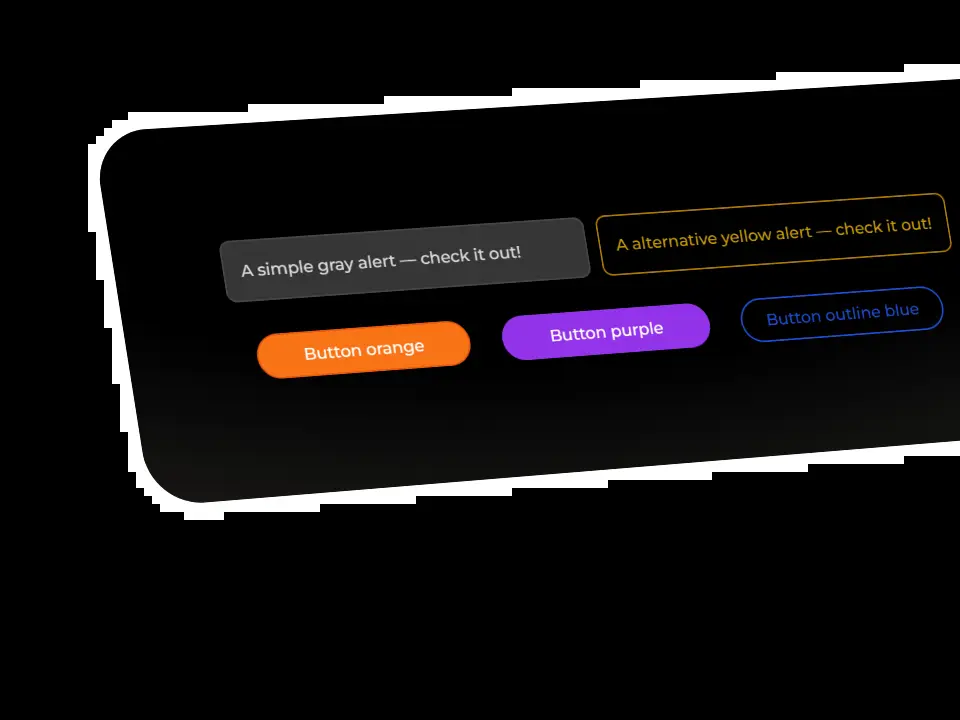 A simple gray alert — check it out!
A alternative yellow alert — check it out!
Button orange
Button purple
Button outline blue